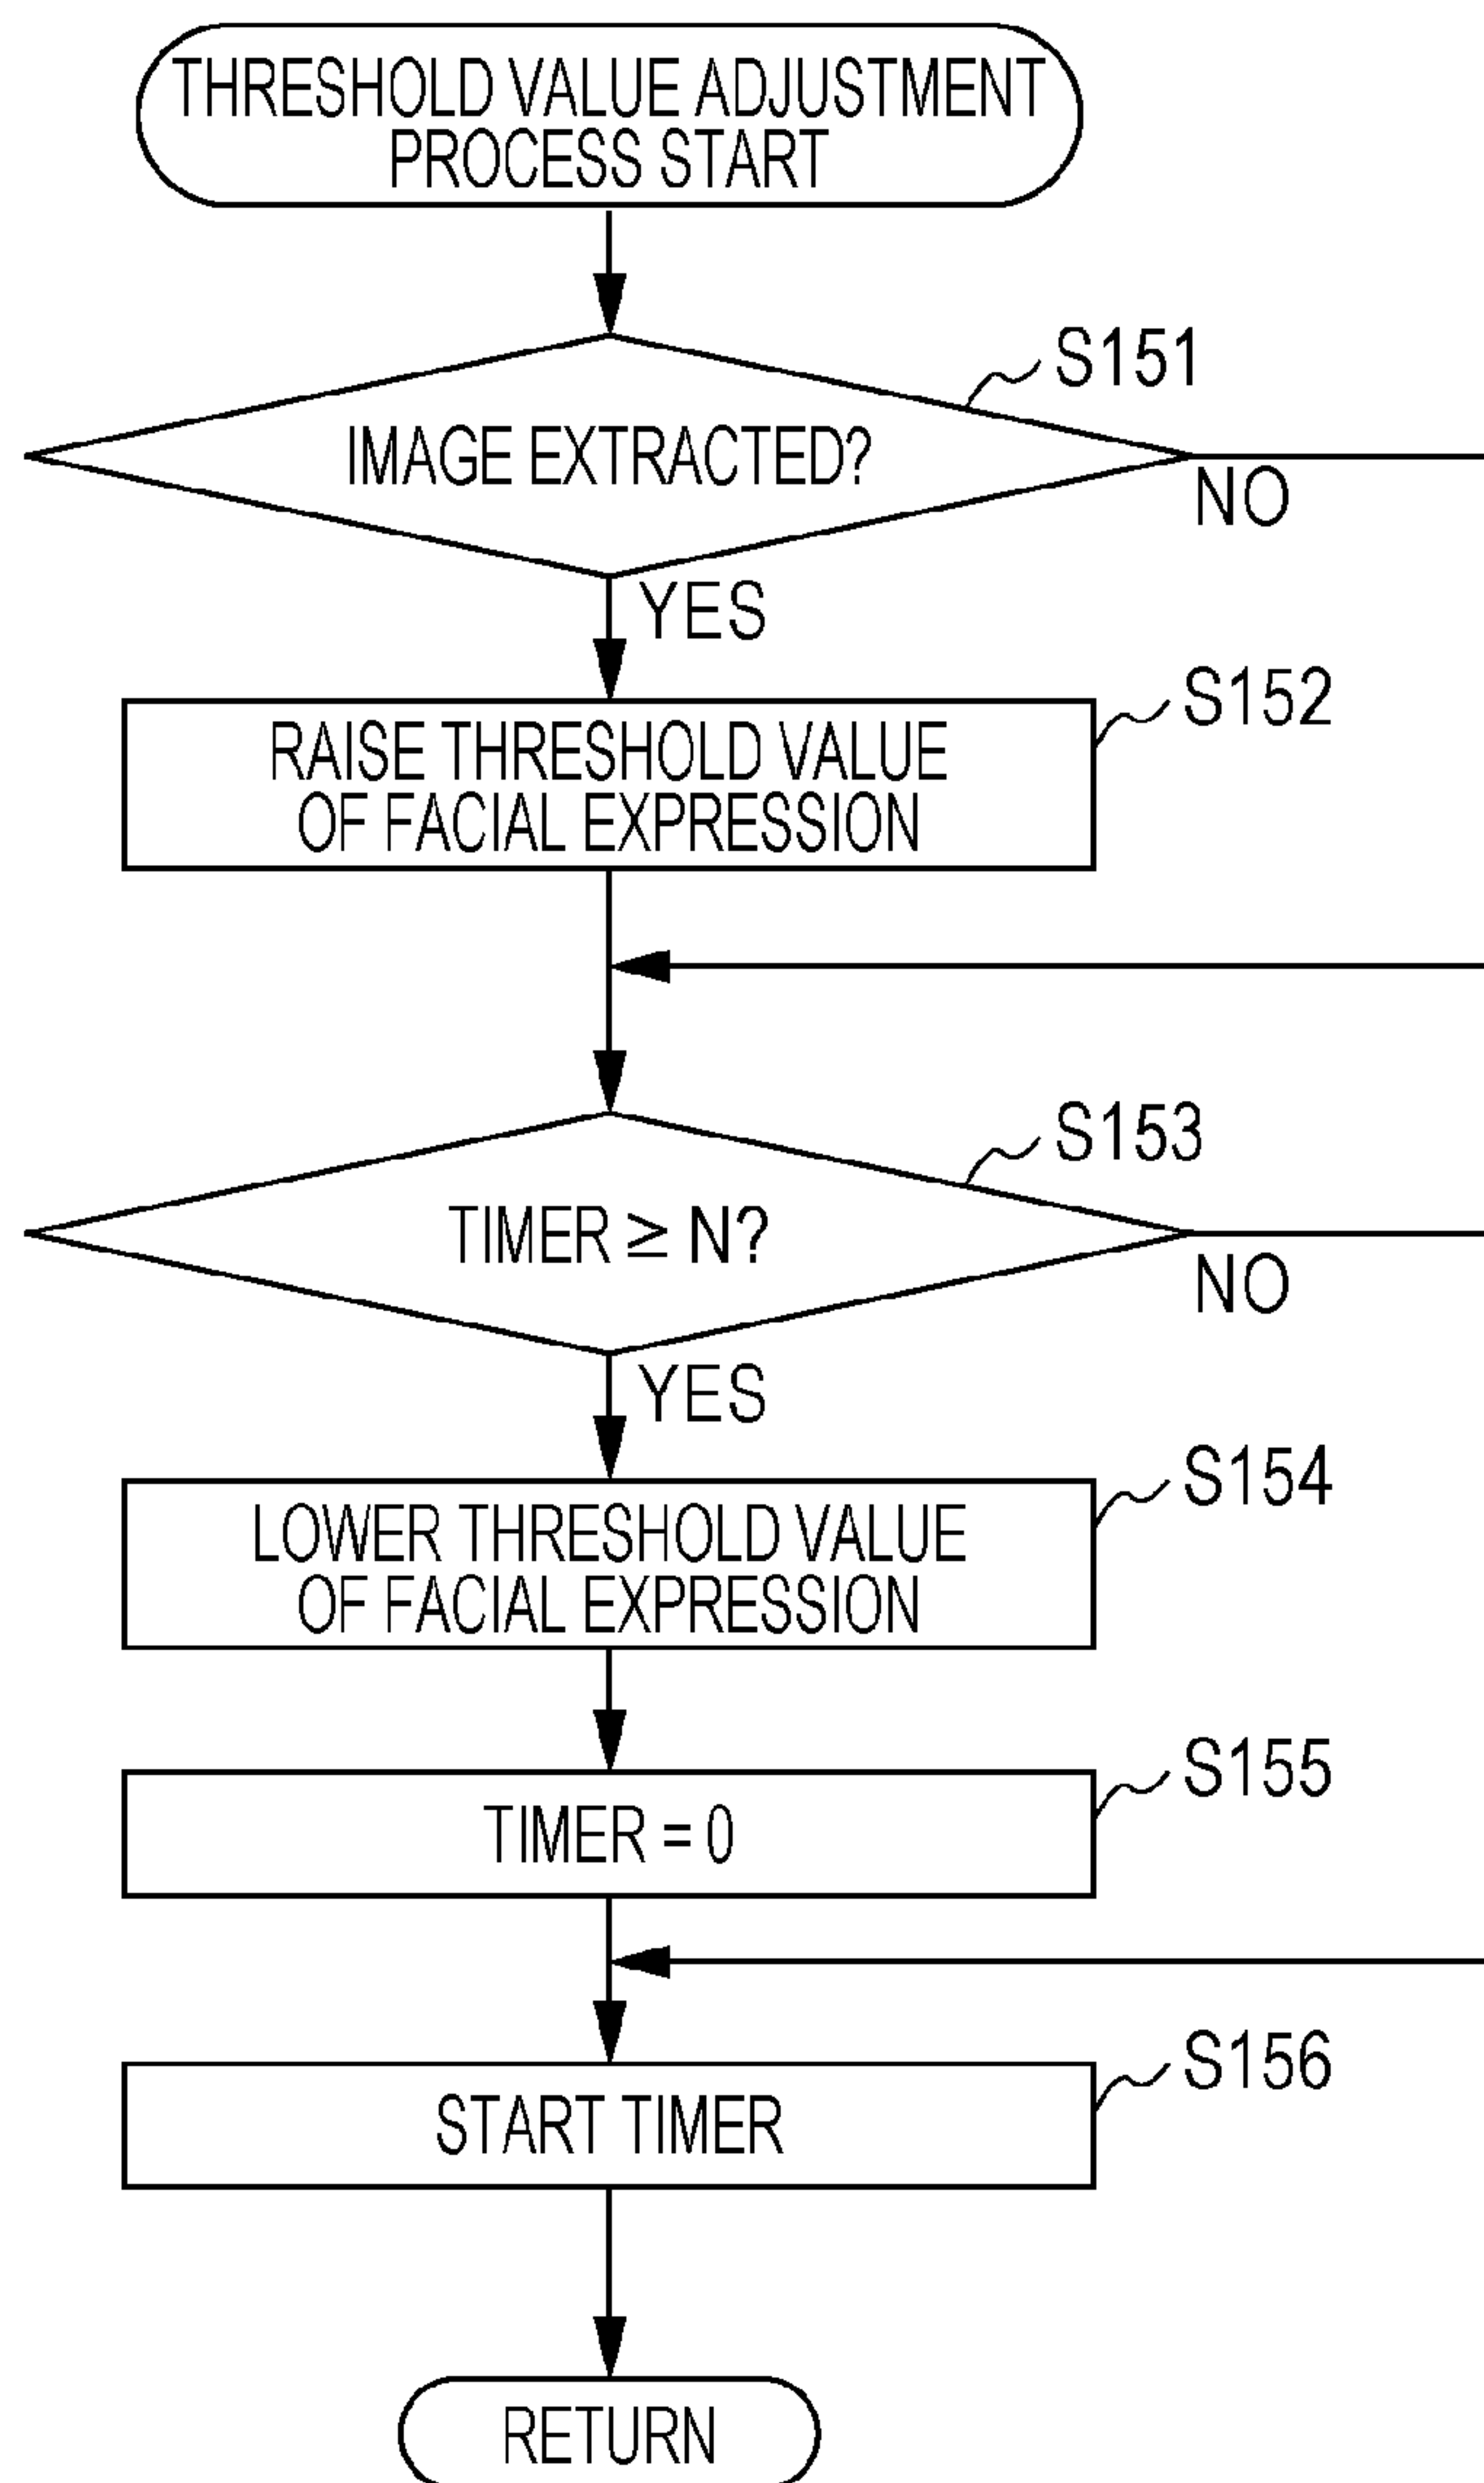 THRESHOLD VALUE ADJUSTMENT
PROCESS START
S151
IMAGE EXTRACTED?
NO
YES
S152
RAISE THRESHOLD VALUE
OF FACIAL EXPRESSION
S153
TIMER ≥ N?
NO
YES
S154
LOWER THRESHOLD VALUE
OF FACIAL EXPRESSION
S155
TIMER = 0
S156
START TIMER
RETURN